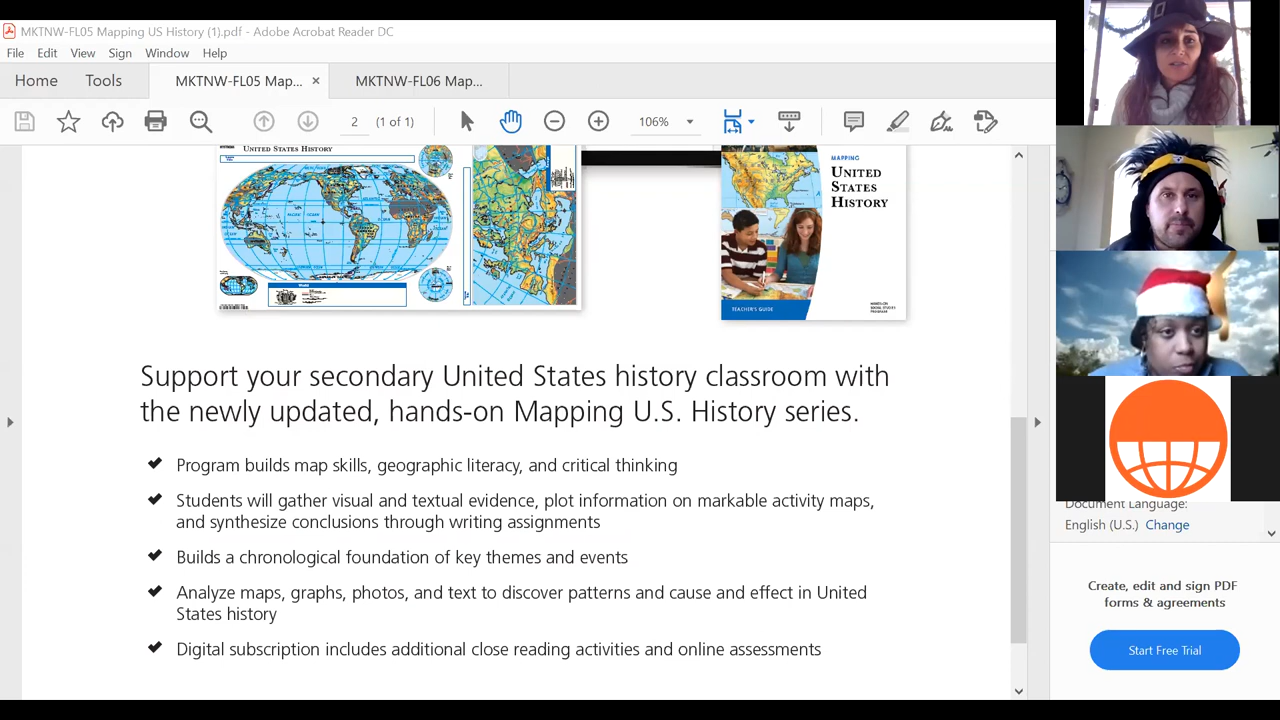 MKTNW-FL05 Mapping US History (1).pdf - Adobe Acrobat Reader DC
File Edit View Sign Window Help
Home Tools MKTNW-FL05 Map... × MKTNW-FL06 Map...
2 (1 of 1) 106%
UNITED STATES HISTORY
MAPPING
UNITED
STATES
HISTORY
TEACHER'S GUIDE
HANDS-ON
SOCIAL STUDIES
PROGRAM
Support your secondary United States history classroom with
the newly updated, hands-on Mapping U.S. History series.
Program builds map skills, geographic literacy, and critical thinking
Students will gather visual and textual evidence, plot information on markable activity maps,
and synthesize conclusions through writing assignments
Builds a chronological foundation of key themes and events
Analyze maps, graphs, photos, and text to discover patterns and cause and effect in United
States history
Digital subscription includes additional close reading activities and online assessments
Document Language:
English (U.S.) Change
Create, edit and sign PDF
forms & agreements
Start Free Trial